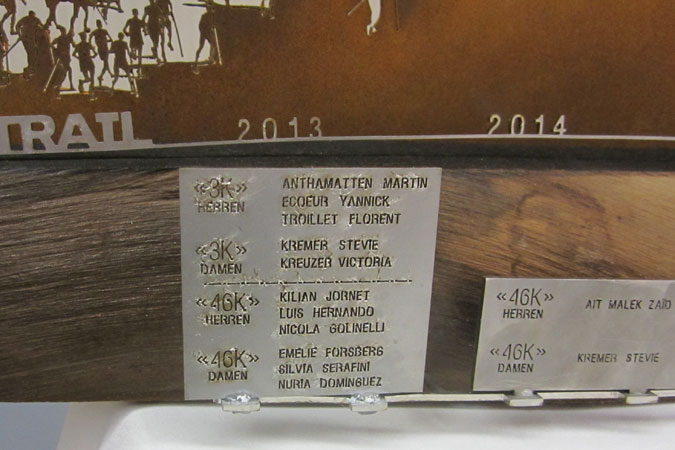 TRAIL
2013
2014
«3K» HERREN
ANTHAMATTEN MARTIN
ECOEUR YANNICK
TROILLET FLORENT
«3K» DAMEN
KREMER STEVIE
KREUZER VICTORIA
«46K» HERREN
KILIAN JORNET
LUIS HERNANDO
NICOLA GOLINELLI
«46K» DAMEN
EMELIE FORSBERG
SILVIA SERAFINI
NURIA DOMINGUEZ
«46K» HERREN
AIT MALEK ZAID
«46K» DAMEN
KREMER STEVIE